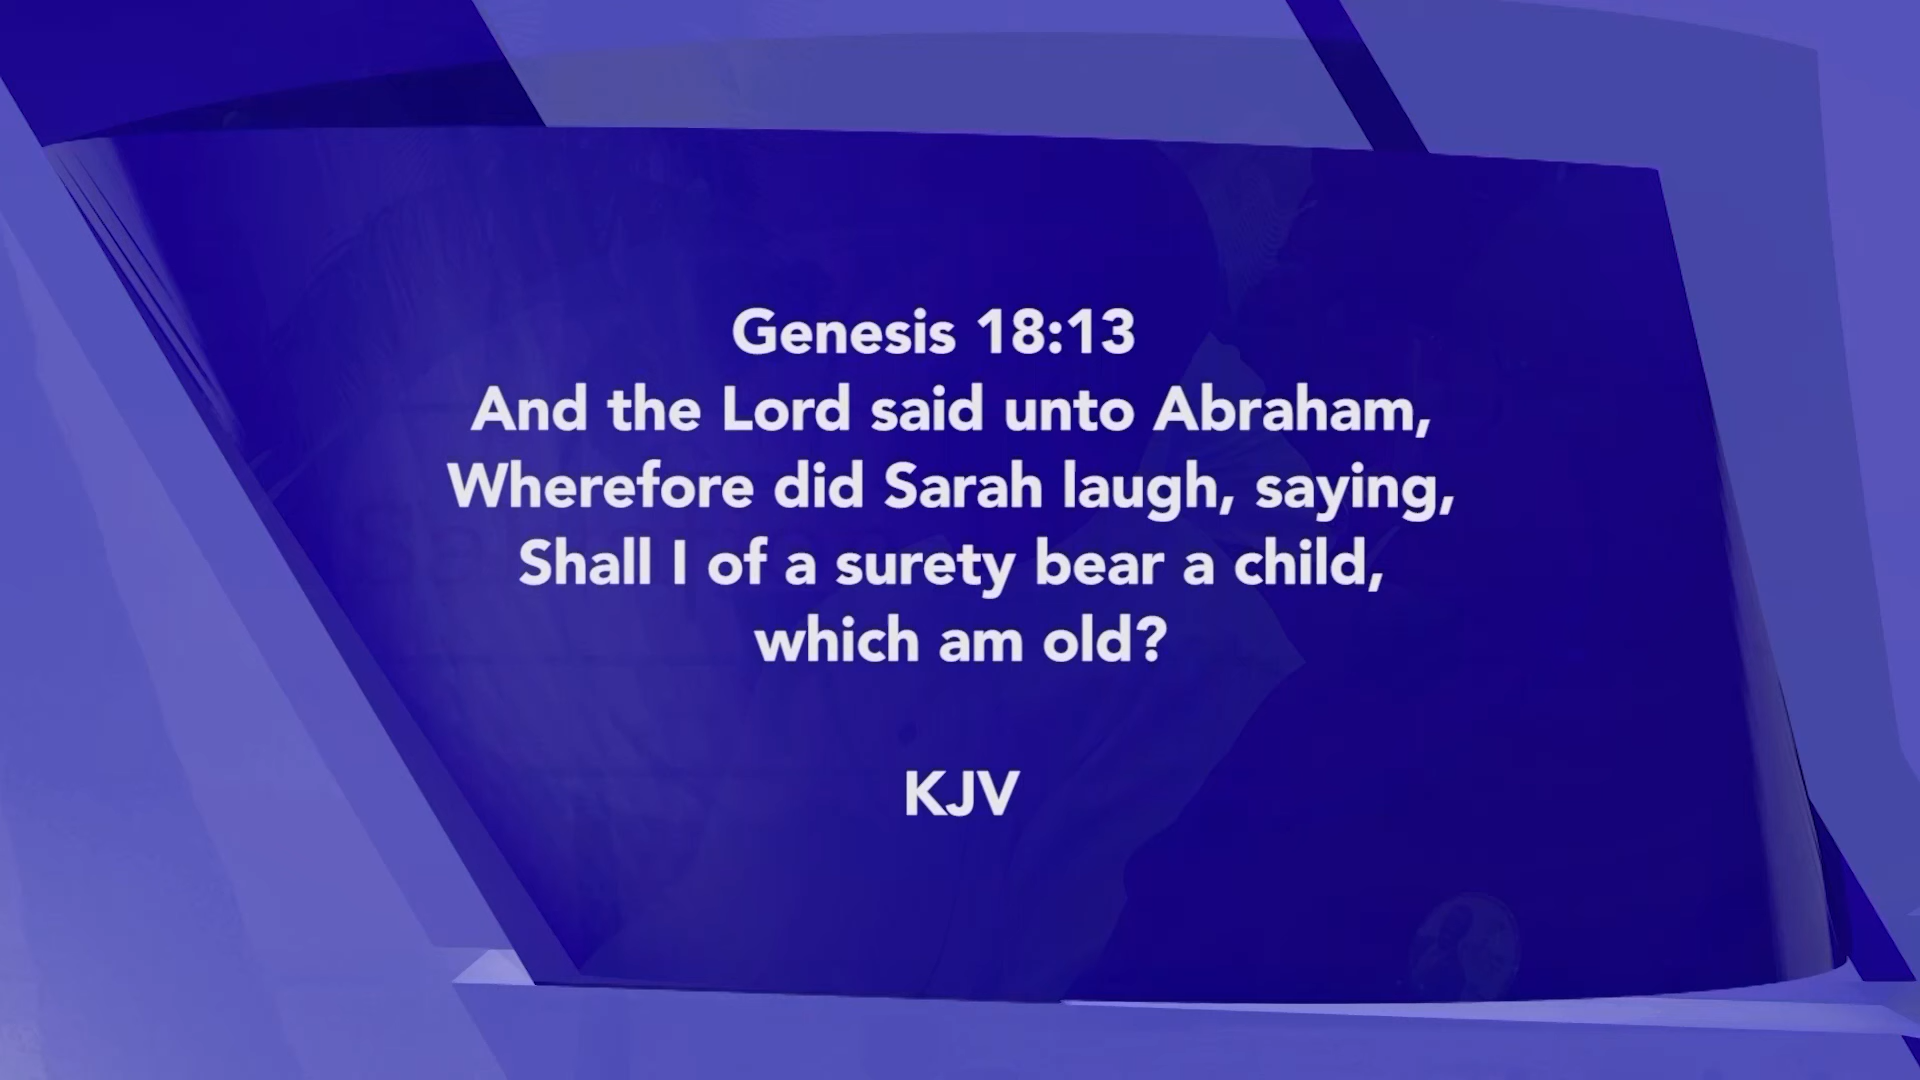 Genesis 18:13
And the Lord said unto Abraham,
Wherefore did Sarah laugh, saying,
Shall I of a surety bear a child,
which am old?
KJV